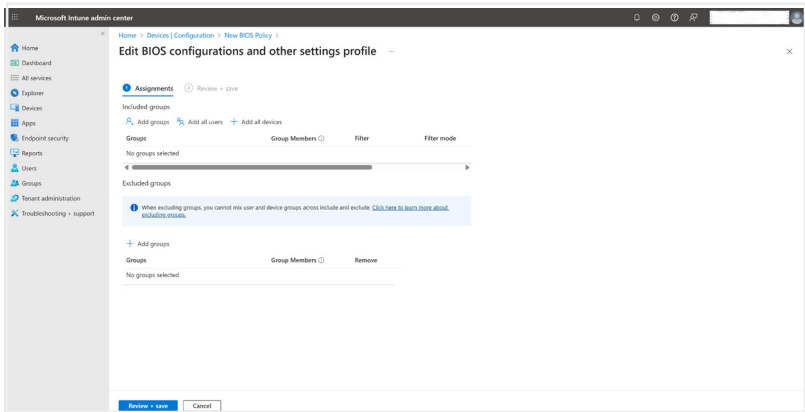 Microsoft Intune admin center
Home > Devices | Configuration > New BIOS Policy >
Edit BIOS configurations and other settings profile ...
Home
Dashboard
All services
Explorer
Devices
Apps
Endpoint security
Reports
Users
Groups
Tenant administration
Troubleshooting + support
1 Assignments 2 Review + save
Included groups
Add groups Add all users + Add all devices
Groups Group Members Filter Filter mode
No groups selected
Excluded groups
When excluding groups, you cannot mix user and device groups across include and exclude. Click here to learn more about
excluding groups.
+ Add groups
Groups Group Members Remove
No groups selected
Review + save Cancel